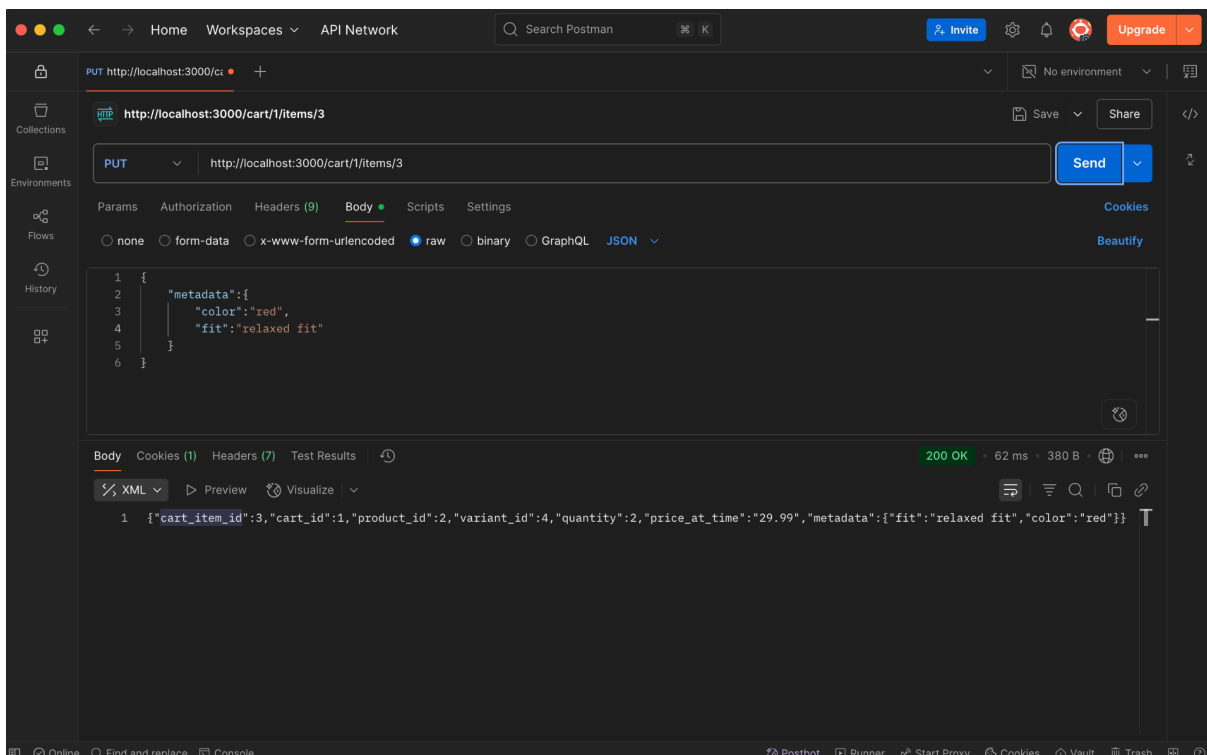 Home Workspaces API Network Search Postman ⌘ K Invite Upgrade
PUT http://localhost:3000/ca No environment
HTTP http://localhost:3000/cart/1/items/3 Save Share
PUT http://localhost:3000/cart/1/items/3 Send
Params Authorization Headers (9) Body Scripts Settings Cookies
none form-data x-www-form-urlencoded raw binary GraphQL JSON Beautify
Collections
Environments
Flows
History
1 {
2 "metadata":{
3 "color":"red",
4 "fit":"relaxed fit"
5 }
6 }
Body Cookies (1) Headers (7) Test Results 200 OK 62 ms 380 B
XML Preview Visualize
1 {"cart_item_id":3,"cart_id":1,"product_id":2,"variant_id":4,"quantity":2,"price_at_time":"29.99","metadata":{"fit":"relaxed fit","color":"red"}}
Online Find and replace Console Postbot Runner Start Proxy Cookies Vault Trash